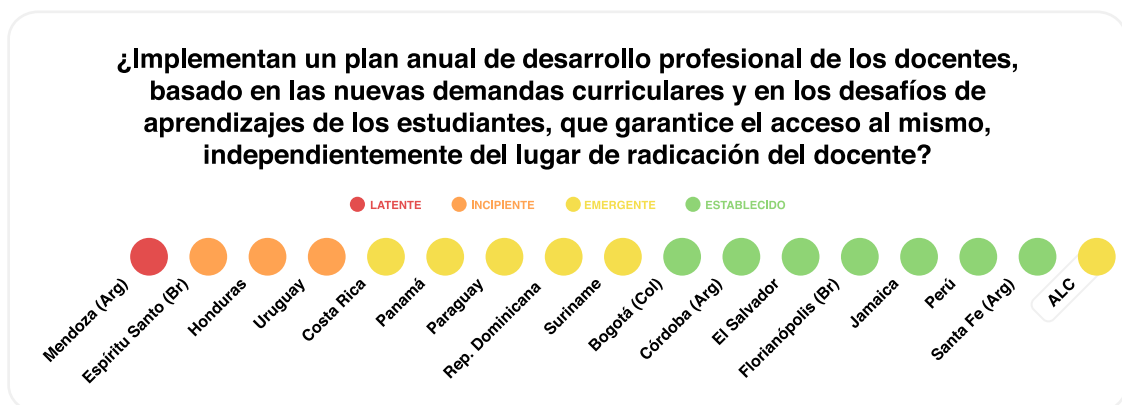 ¿Implementan un plan anual de desarrollo profesional de los docentes,
basado en las nuevas demandas curriculares y en los desafíos de
aprendizajes de los estudiantes, que garantice el acceso al mismo,
independientemente del lugar de radicación del docente?
LATENTE
INCÍPIENTE
EMERGENTE
ESTABLECÍDO
Mendoza (Arg)
Espíritu Santo (Br)
Honduras
Uruguay
Costa Rica
Panamá
Paraguay
Rep. Dominicana
Suriname
Bogotá (Col)
Córdoba (Arg)
El Salvador
Florianópolis (Br)
Jamaica
Perú
Santa Fe (Arg)
ALC